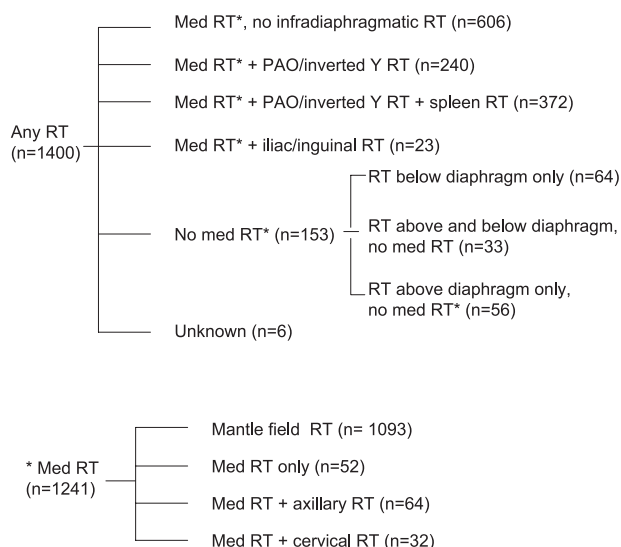 Med RT*, no infradiaphragmatic RT (n=606)
Med RT* + PAO/inverted Y RT (n=240)
Med RT* + PAO/inverted Y RT + spleen RT (n=372)
Any RT
(n=1400)
Med RT* + iliac/inguinal RT (n=23)
RT below diaphragm only (n=64)
No med RT* (n=153)
RT above and below diaphragm,
no med RT (n=33)
RT above diaphragm only,
no med RT* (n=56)
Unknown (n=6)
Mantle field RT (n= 1093)
* Med RT
(n=1241)
Med RT only (n=52)
Med RT + axillary RT (n=64)
Med RT + cervical RT (n=32)